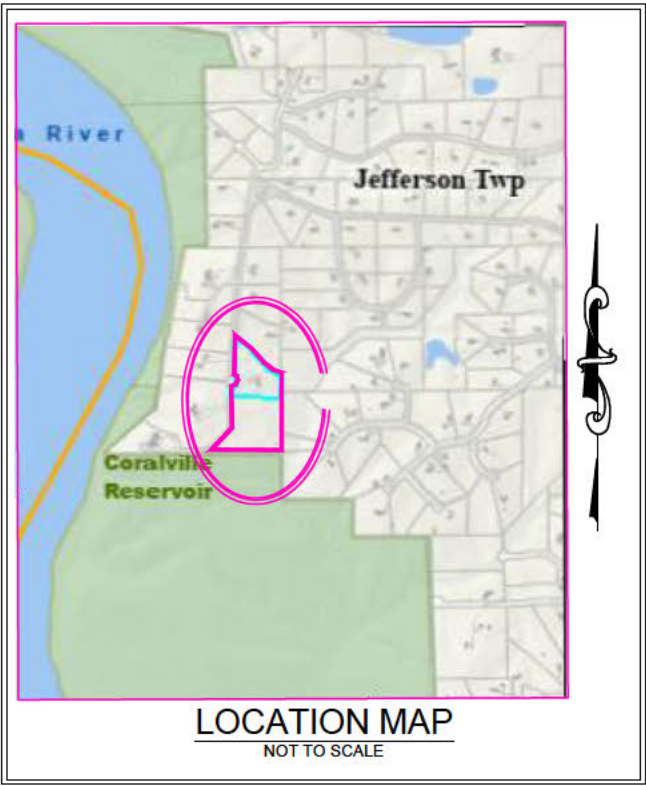 a River
Jefferson Twp
Coralville
Reservoir
LOCATION MAP
NOT TO SCALE